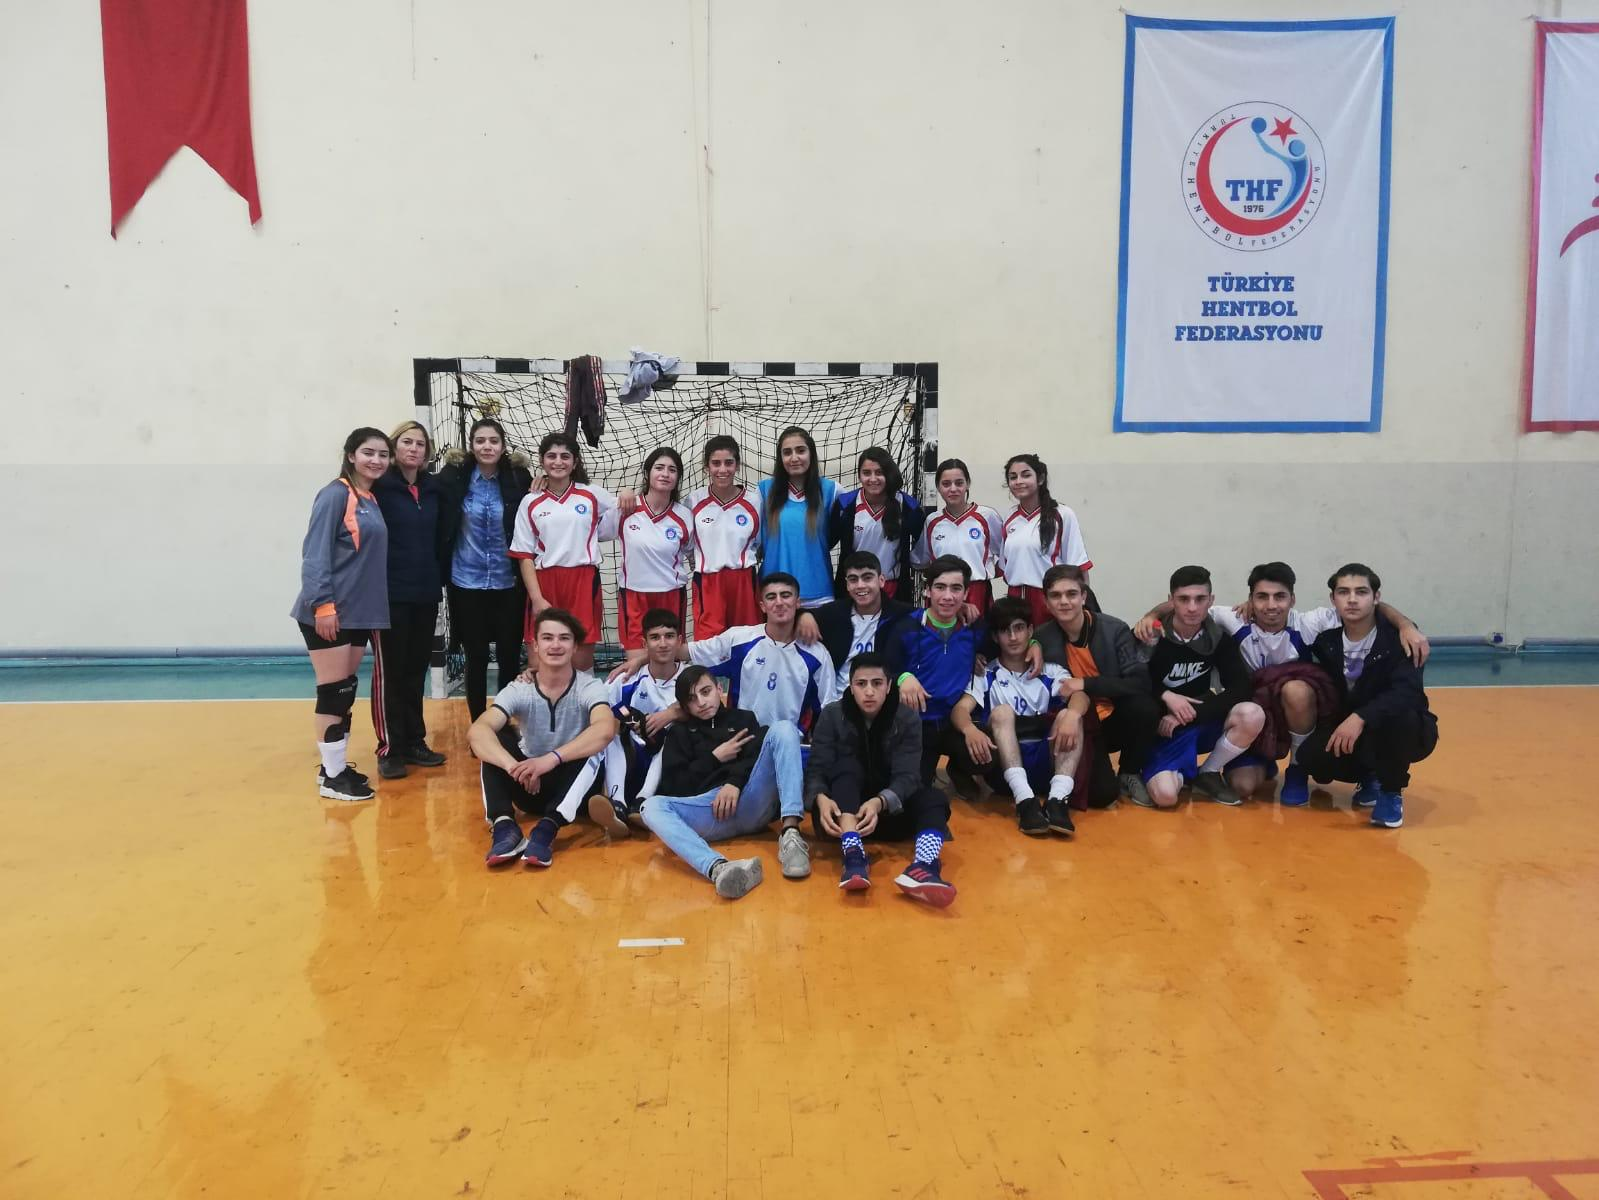 TÜRKİYE HENTBOL FEDERASYONU
THF
1976
TÜRKİYE
HENTBOL
FEDERASYONU
8
19
NIKE